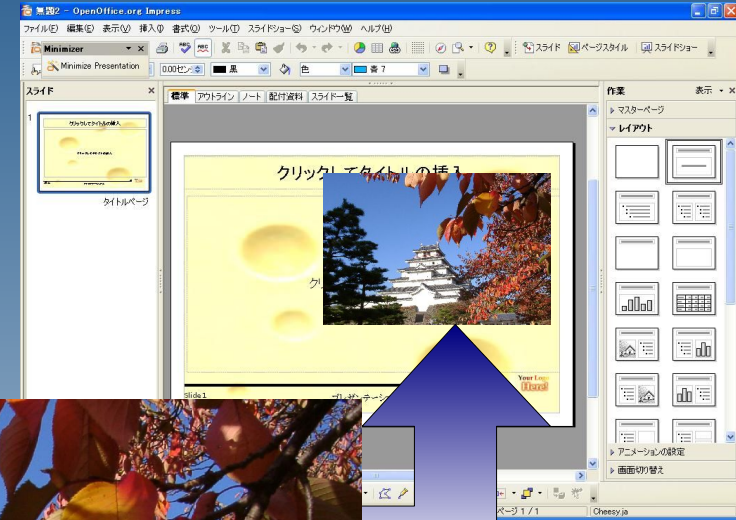 無題2 - OpenOffice.org Impress
ファイル(F) 編集(E) 表示(V) 挿入(I) 書式(O) ツール(T) スライドショー(S) ウィンドウ(W) ヘルプ(H)
Minimizer
Minimize Presentation
スライド ページスタイル スライドショー
0.00センチ 黒 色 青 7
スライド
1
タイトルページ
標準 アウトライン ノート 配付資料 スライド一覧
クリックしてタイトルの挿入
Your Logo
Here!
Slide 1
作業 表示
マスターページ
レイアウト
アニメーションの設定
画面切り替え
ページ 1 / 1
Cheesy.ja